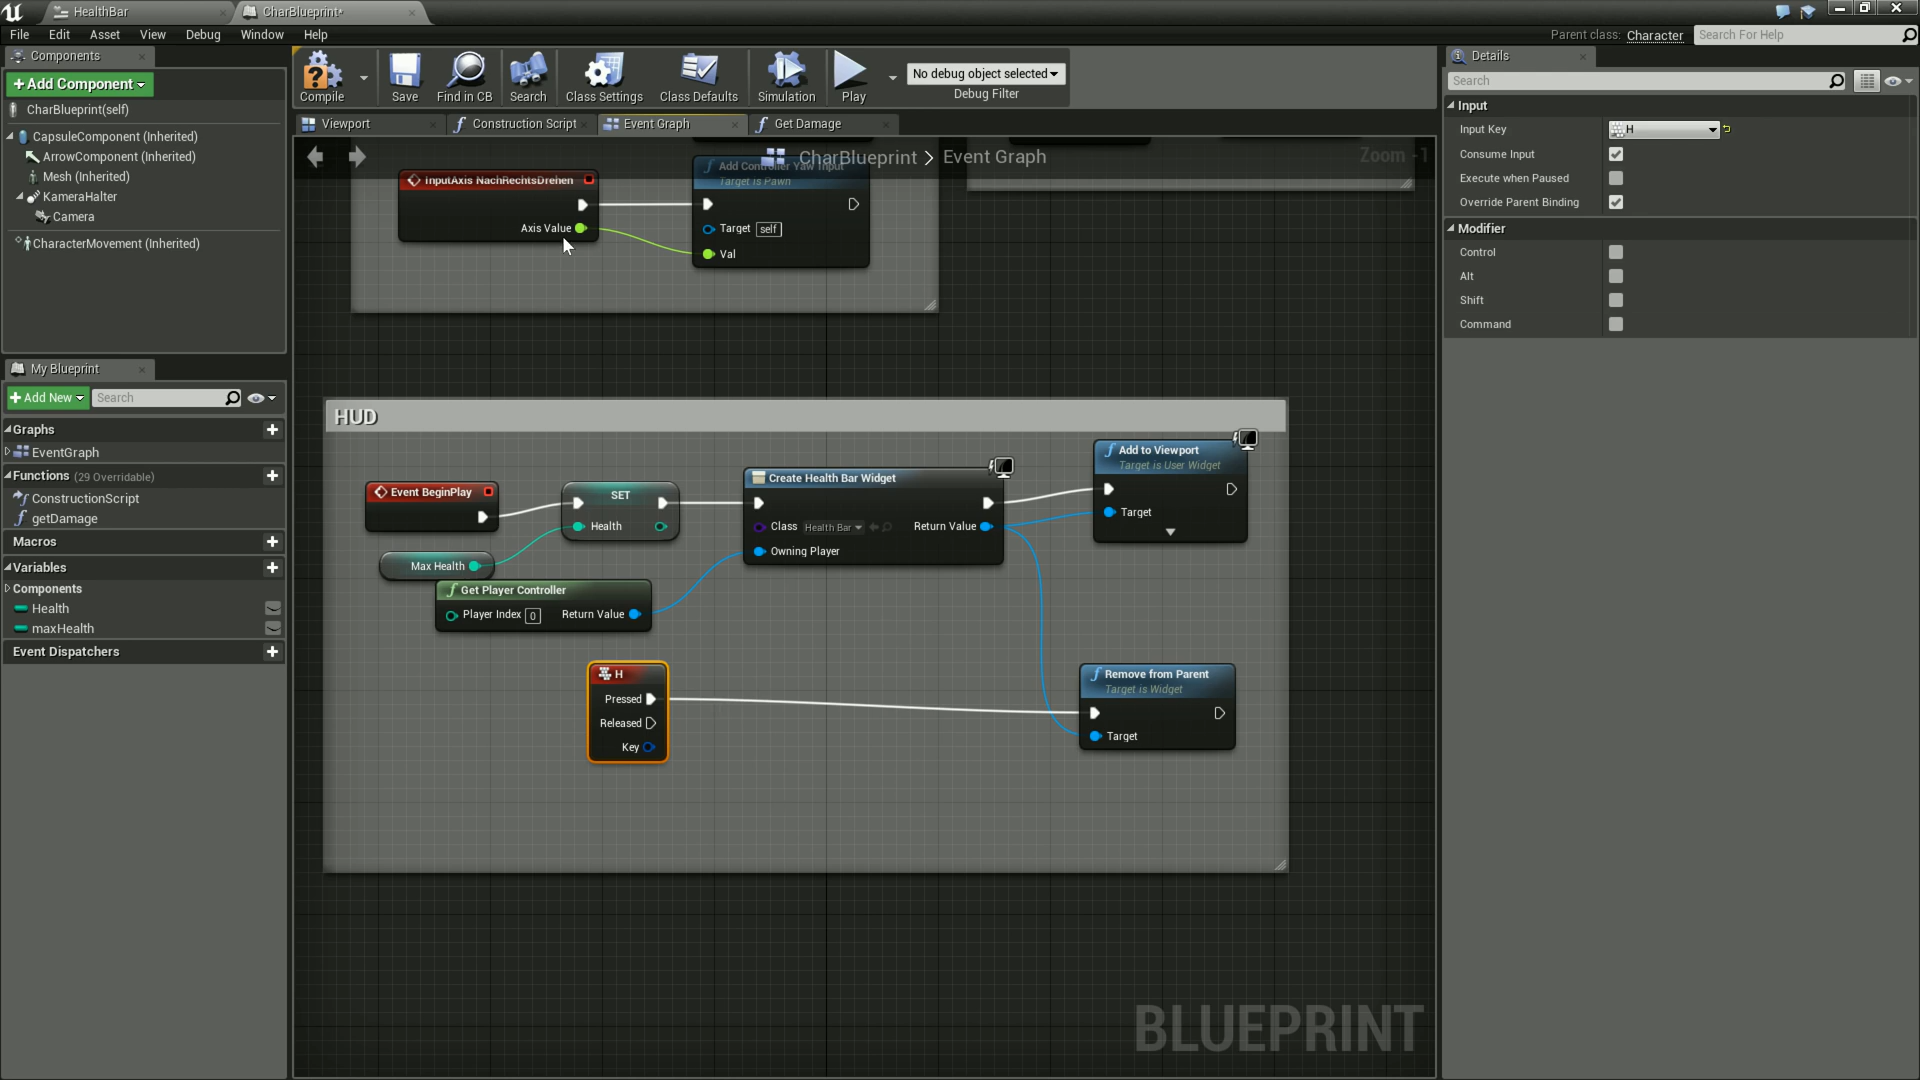 HealthBar
CharBlueprint*
File Edit Asset View Debug Window Help
Parent class: Character
Search For Help
Components
+Add Component
CharBlueprint(self)
CapsuleComponent (Inherited)
ArrowComponent (Inherited)
Mesh (Inherited)
KameraHalter
Camera
CharacterMovement (Inherited)
My Blueprint
+Add New
Search
Graphs
EventGraph
Functions (29 Overridable)
ConstructionScript
getDamage
Macros
Variables
Components
Health
maxHealth
Event Dispatchers
Compile
Save
Find in CB
Search
Class Settings
Class Defaults
Simulation
Play
No debug object selected
Debug Filter
Viewport
Construction Script
Event Graph
Get Damage
CharBlueprint > Event Graph
Zoom -1
InputAxis NachRechtsDrehen
Axis Value
Add Controller Yaw Input
Target is Pawn
Target self
Val
HUD
Event BeginPlay
SET
Health
Max Health
Get Player Controller
Player Index 0
Return Value
Create Health Bar Widget
Class Health Bar
Return Value
Owning Player
Add to Viewport
Target is User Widget
Target
H
Pressed
Released
Key
Remove from Parent
Target is Widget
Target
BLUEPRINT
Details
Search
Input
Input Key H
Consume Input
Execute when Paused
Override Parent Binding
Modifier
Control
Alt
Shift
Command